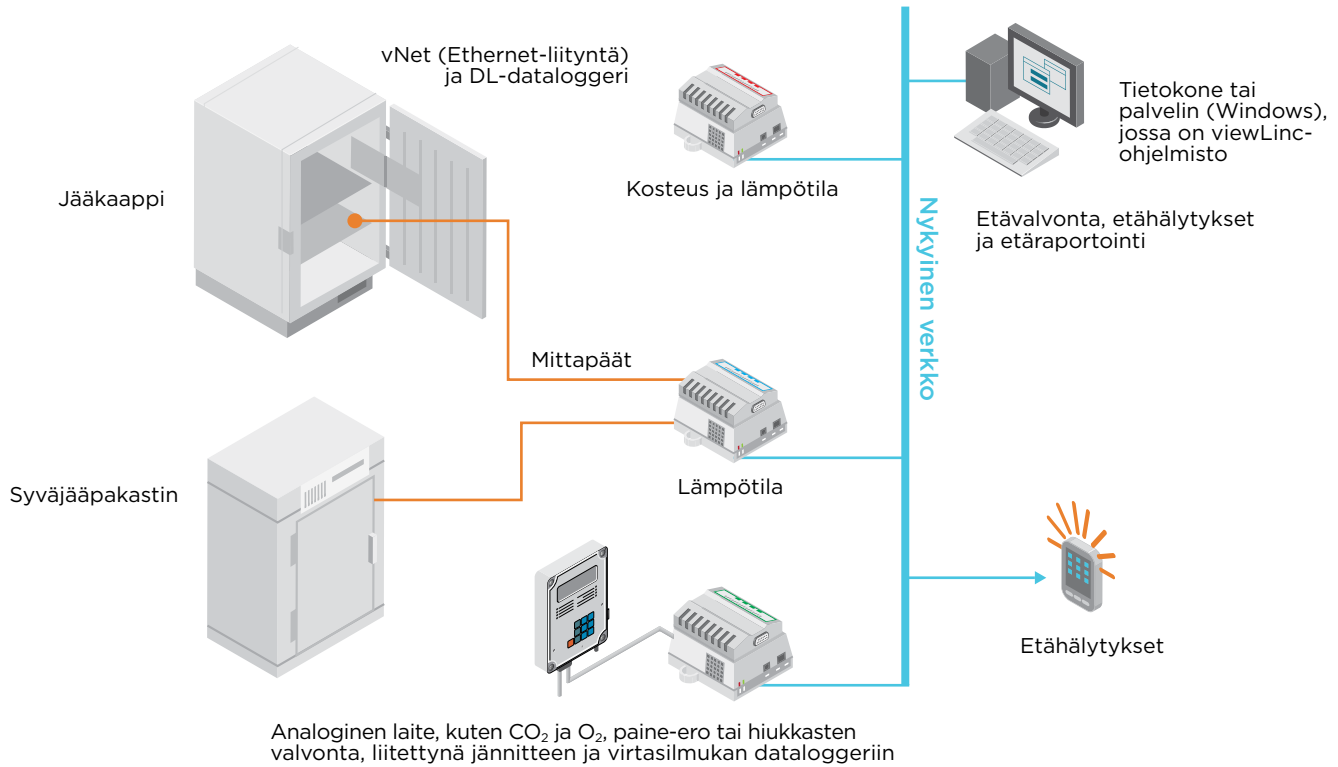 vNet (Ethernet-liityntä)
ja DL-dataloggeri
Jääkaappi
Kosteus ja lämpötila
Tietokone tai
palvelin (Windows),
jossa on viewLinc-
ohjelmisto
Etävalvonta, etähälytykset
ja etäraportointi
Nykyinen verkko
Mittapäät
Lämpötila
Syväjääpakastin
Etähälytykset
Analoginen laite, kuten CO₂ ja O₂, paine-ero tai hiukkasten
valvonta, liitettynä jännitteen ja virtasilmukan dataloggeriin